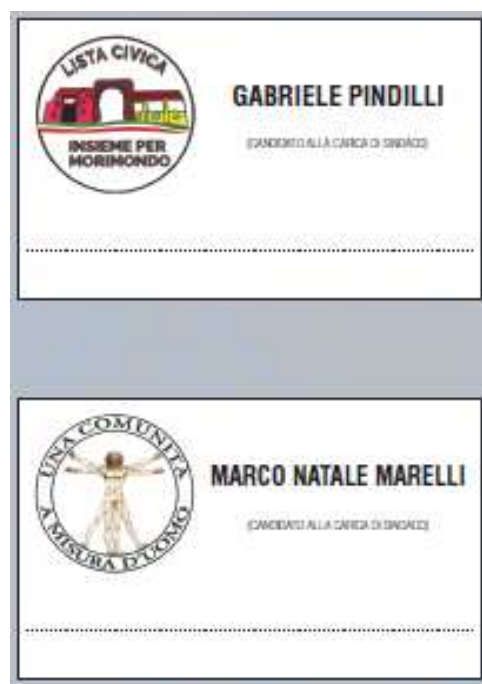 LISTA CIVICA
INSIEME PER
MORIMONDO
GABRIELE PINDILLI
(CANDIDATO ALLA CARICA DI SINDACO)
UNA COMUNITÀ
A MISURA D'UOMO
MARCO NATALE MARELLI
(CANDIDATO ALLA CARICA DI SINDACO)